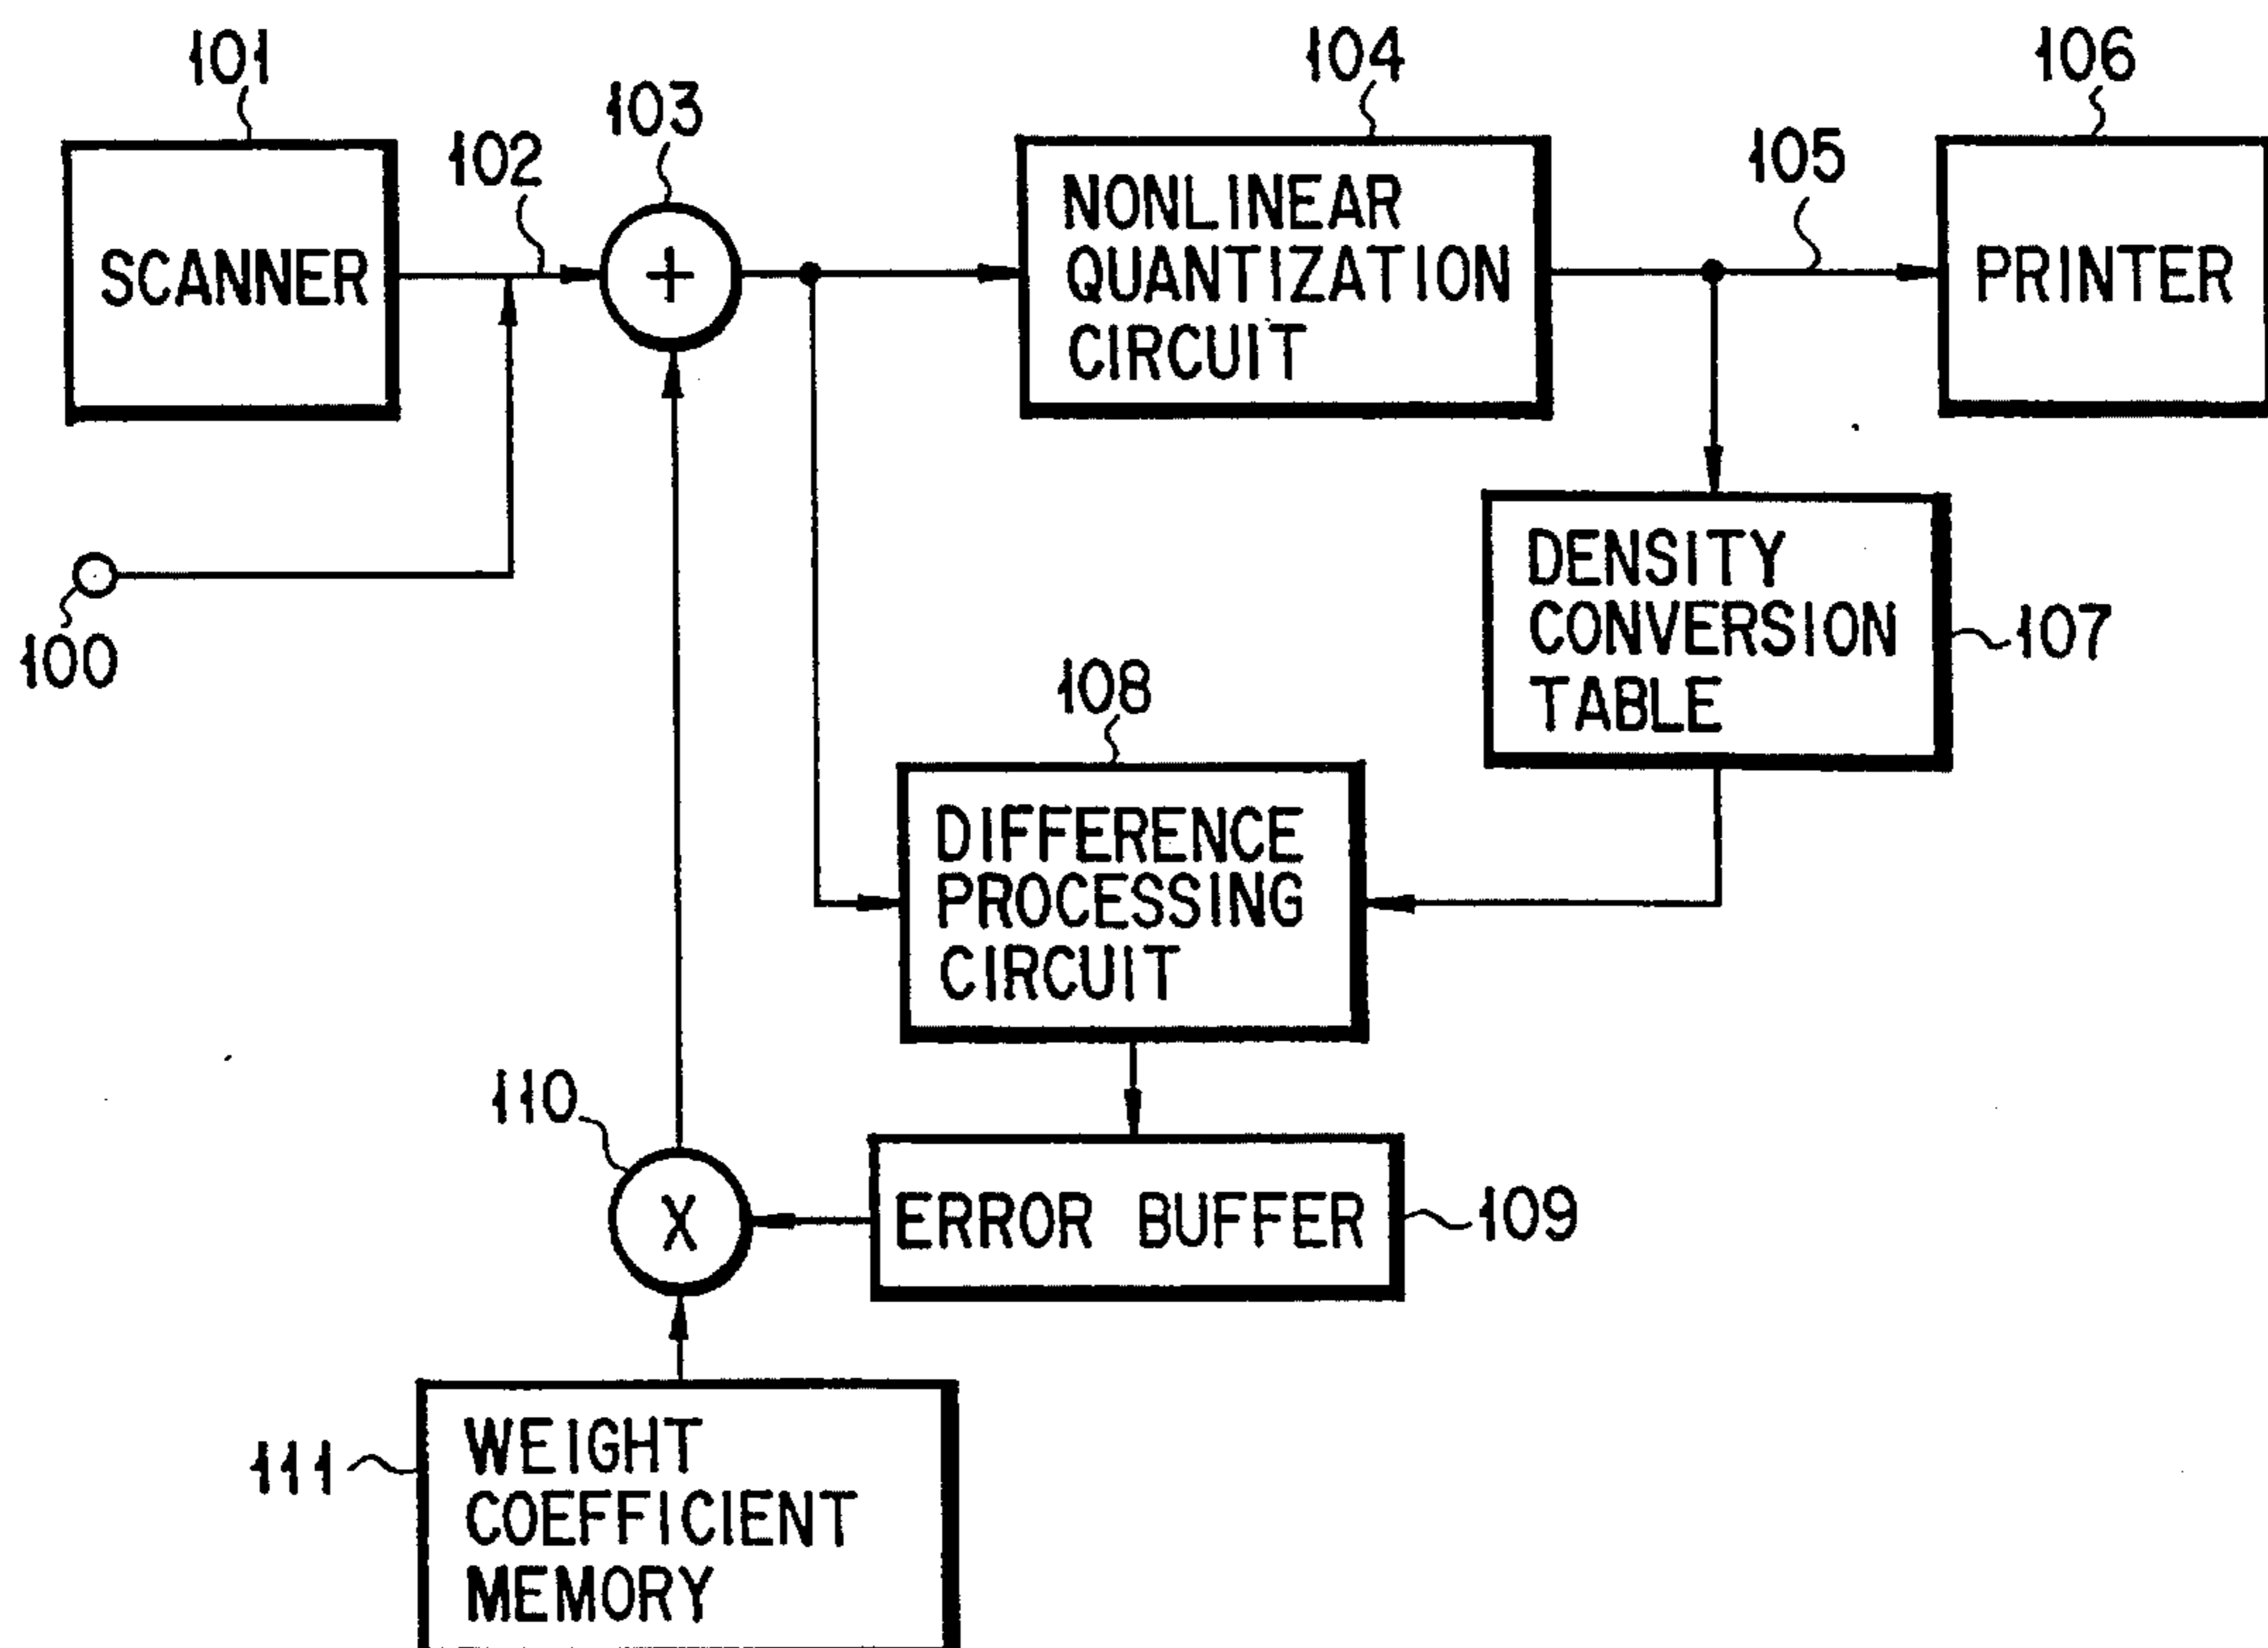 101
102
103
104
105
106
SCANNER
+
NONLINEAR
QUANTIZATION
CIRCUIT
PRINTER
100
DENSITY
CONVERSION
TABLE
107
108
DIFFERENCE
PROCESSING
CIRCUIT
110
X
ERROR BUFFER
109
111
WEIGHT
COEFFICIENT
MEMORY